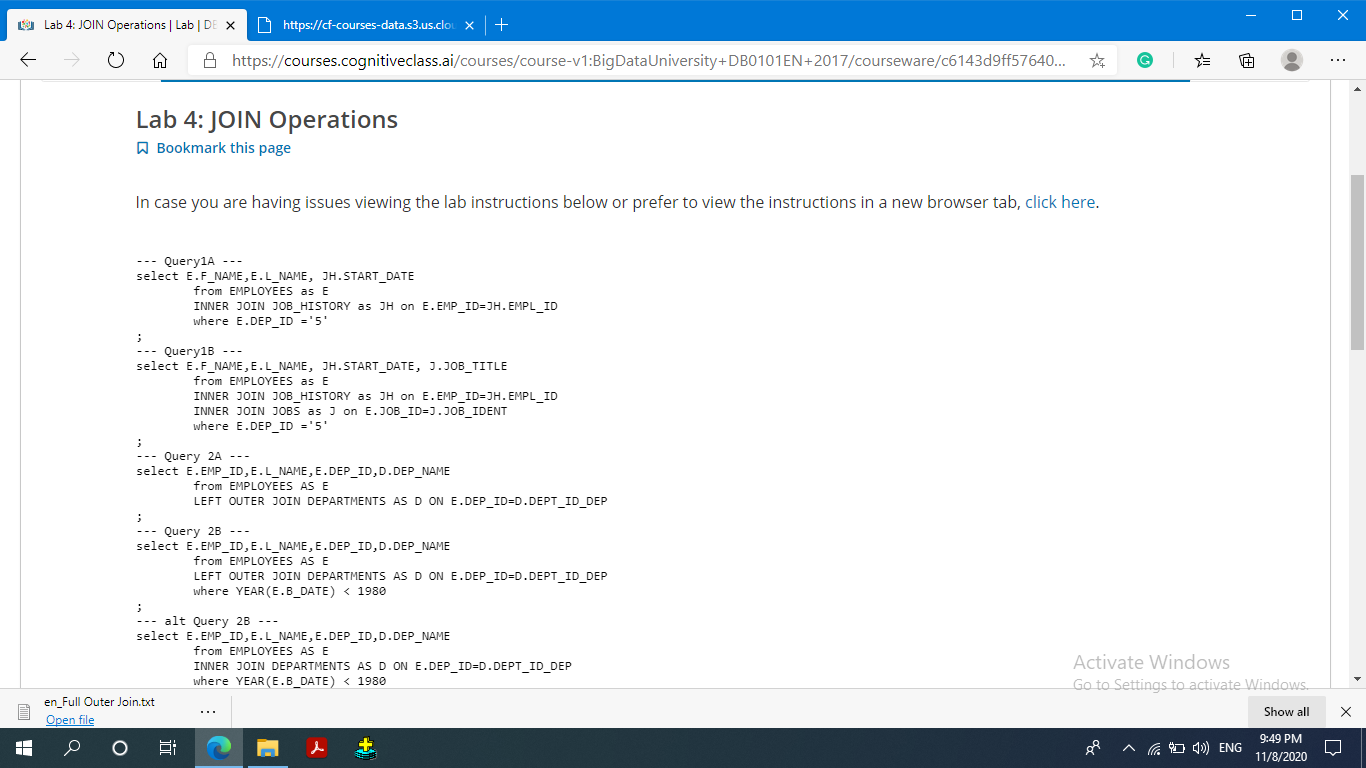 Lab 4: JOIN Operations | Lab | DE
https://cf-courses-data.s3.us.clou
https://courses.cognitiveclass.ai/courses/course-v1:BigDataUniversity+DB0101EN+2017/courseware/c6143d9ff57640...
Lab 4: JOIN Operations
Bookmark this page
In case you are having issues viewing the lab instructions below or prefer to view the instructions in a new browser tab, click here.
--- Query1A ---
select E.F_NAME,E.L_NAME, JH.START_DATE
from EMPLOYEES as E
INNER JOIN JOB_HISTORY as JH on E.EMP_ID=JH.EMPL_ID
where E.DEP_ID ='5'
;
--- Query1B ---
select E.F_NAME,E.L_NAME, JH.START_DATE, J.JOB_TITLE
from EMPLOYEES as E
INNER JOIN JOB_HISTORY as JH on E.EMP_ID=JH.EMPL_ID
INNER JOIN JOBS as J on E.JOB_ID=J.JOB_IDENT
where E.DEP_ID ='5'
;
--- Query 2A ---
select E.EMP_ID,E.L_NAME,E.DEP_ID,D.DEP_NAME
from EMPLOYEES AS E
LEFT OUTER JOIN DEPARTMENTS AS D ON E.DEP_ID=D.DEPT_ID_DEP
;
--- Query 2B ---
select E.EMP_ID,E.L_NAME,E.DEP_ID,D.DEP_NAME
from EMPLOYEES AS E
LEFT OUTER JOIN DEPARTMENTS AS D ON E.DEP_ID=D.DEPT_ID_DEP
where YEAR(E.B_DATE) < 1980
;
--- alt Query 2B ---
select E.EMP_ID,E.L_NAME,E.DEP_ID,D.DEP_NAME
from EMPLOYEES AS E
INNER JOIN DEPARTMENTS AS D ON E.DEP_ID=D.DEPT_ID_DEP
where YEAR(E.B_DATE) < 1980
Activate Windows
Go to Settings to activate Windows.
en_Full Outer Join.txt
Open file
Show all
ENG
9:49 PM
11/8/2020